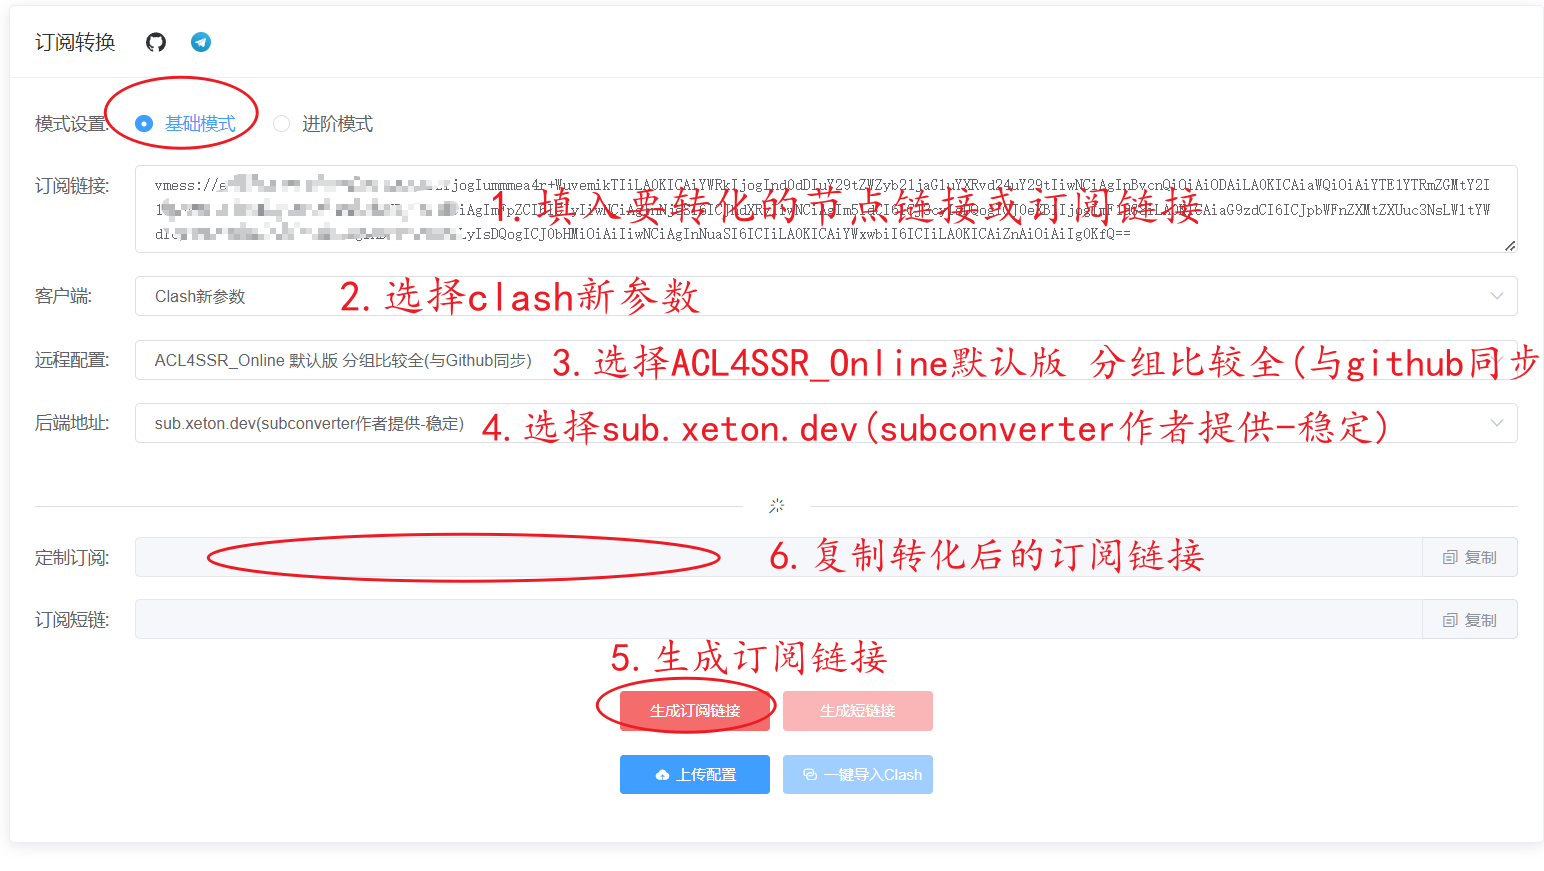 订阅转换
模式设置: 基础模式 进阶模式
订阅链接: vmess://
1.填入要转化的节点链接或订阅链接
客户端: Clash新参数 2.选择clash新参数
远程配置: ACL4SSR_Online 默认版 分组比较全(与Github同步) 3.选择ACL4SSR_Online默认版 分组比较全(与github同步
后端地址: sub.xeton.dev(subconverter作者提供-稳定) 4.选择sub.xeton.dev(subconverter作者提供-稳定)
定制订阅: 6.复制转化后的订阅链接 复制
订阅短链: 复制
5.生成订阅链接
生成订阅链接 生成短链接
上传配置 一键导入Clash